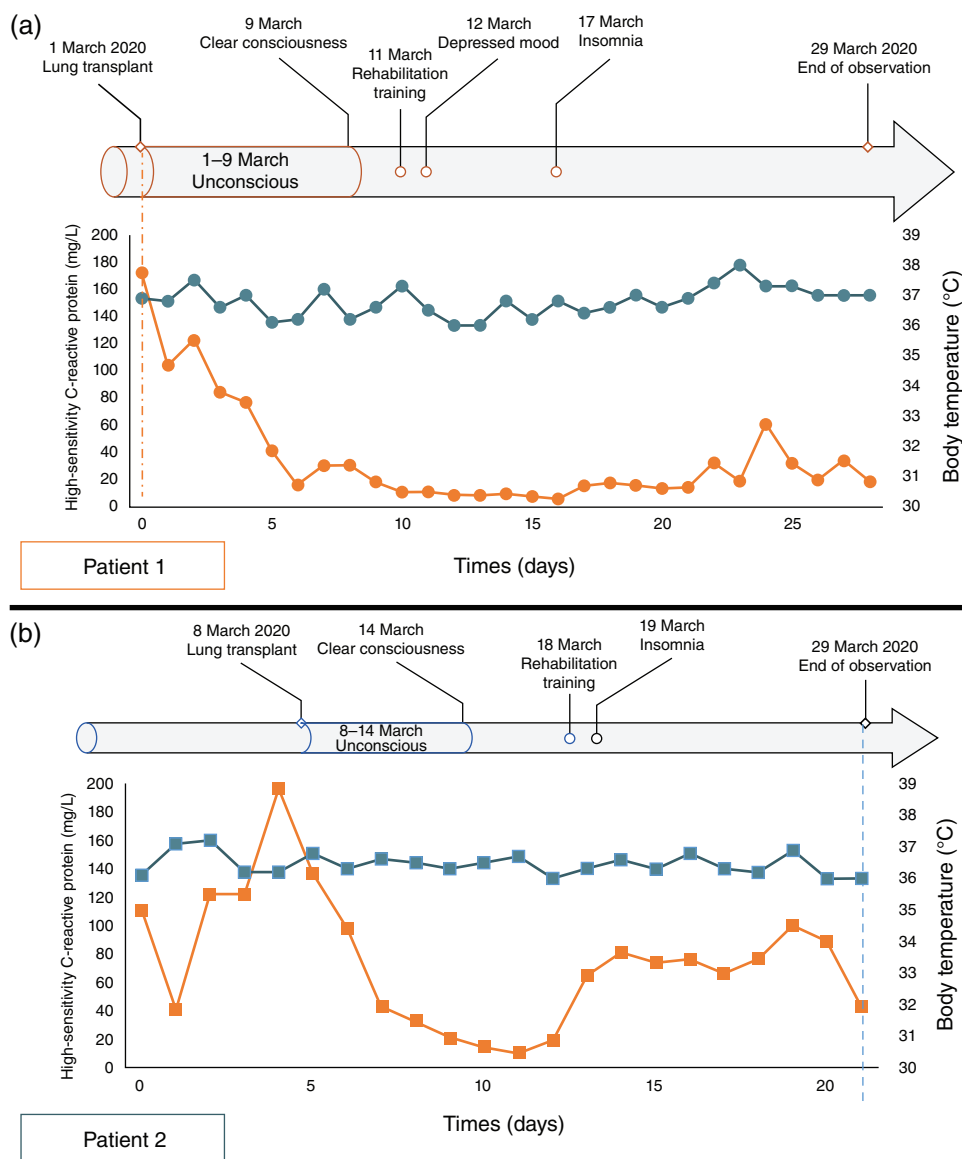 (a)
1 March 2020
Lung transplant
9 March
Clear consciousness
11 March
Rehabilitation
training
12 March
Depressed mood
17 March
Insomnia
29 March 2020
End of observation
1–9 March
Unconscious
High-sensitivity C-reactive protein (mg/L)
200
180
160
140
120
100
80
60
40
20
0
39
38
37
36
35
34
33
32
31
30
Body temperature (°C)
0
5
10
15
20
25
Times (days)
Patient 1
(b)
8 March 2020
Lung transplant
14 March
Clear consciousness
18 March
Rehabilitation
training
19 March
Insomnia
29 March 2020
End of observation
8–14 March
Unconscious
High-sensitivity C-reactive protein (mg/L)
200
180
160
140
120
100
80
60
40
20
0
39
38
37
36
35
34
33
32
31
30
Body temperature (°C)
0
5
10
15
20
Times (days)
Patient 2